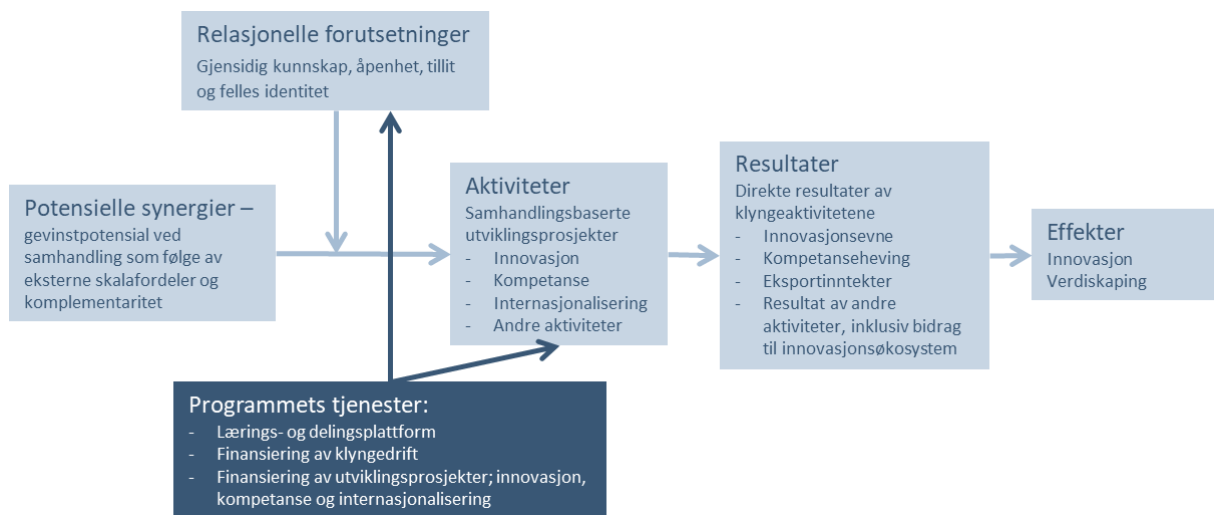 Relasjonelle forutsetninger
Gjensidig kunnskap, åpenhet, tillit
og felles identitet
Potensielle synergier –
gevinstpotensial ved
samhandling som følge av
eksterne skalafordeler og
komplementaritet
Aktiviteter
Samhandlingsbaserte
utviklingsprosjekter
- Innovasjon
- Kompetanse
- Internasjonalisering
- Andre aktiviteter
Resultater
Direkte resultater av
klyngeaktivitetene
- Innovasjonsevne
- Kompetanseheving
- Eksportinntekter
- Resultat av andre
aktiviteter, inklusiv bidrag
til innovasjonsøkosystem
Effekter
Innovasjon
Verdiskaping
Programmets tjenester:
- Lærings- og delingsplattform
- Finansiering av klyngedrift
- Finansiering av utviklingsprosjekter; innovasjon,
kompetanse og internasjonalisering